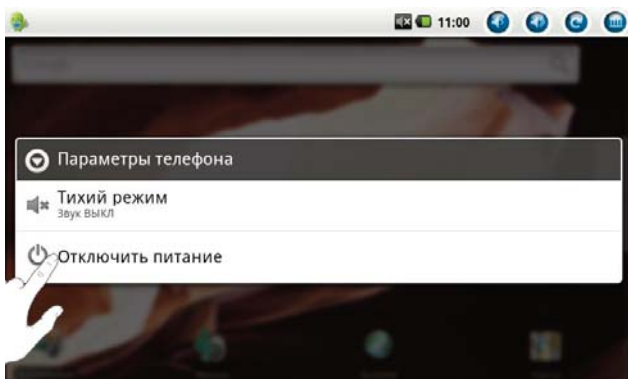 11:00
Параметры телефона
Тихий режим
Звук ВЫКЛ
Отключить питание